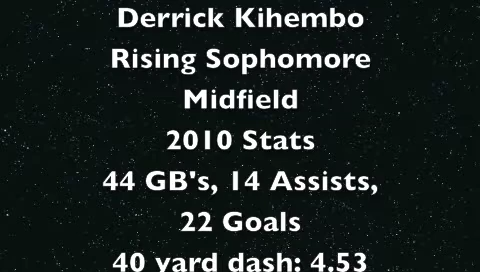 Derrick Kihembo
Rising Sophomore
Midfield
2010 Stats
44 GB's, 14 Assists,
22 Goals
40 yard dash: 4.53